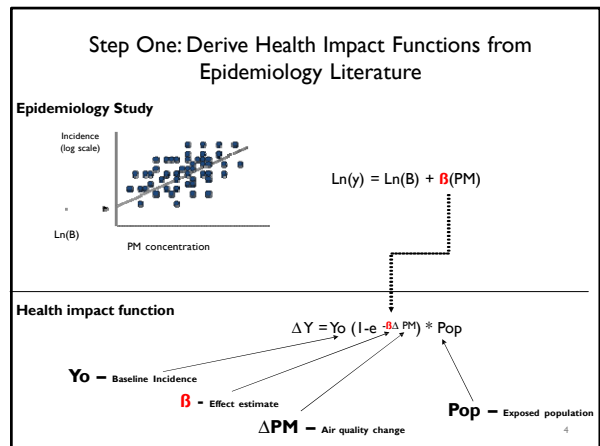 Step One: Derive Health Impact Functions from
Epidemiology Literature
Epidemiology Study
Incidence
(log scale)
Ln(y) = Ln(B) + ß(PM)
Ln(B)
PM concentration
Health impact function
Δ Y = Yo (1-e -ßΔ PM) * Pop
Yo – Baseline Incidence
ß - Effect estimate
ΔPM – Air quality change
Pop – Exposed population
4